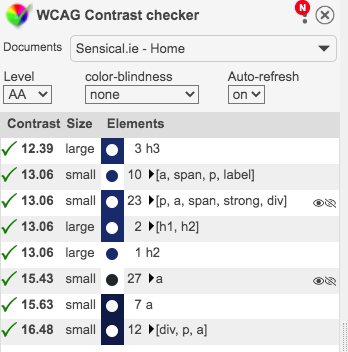 WCAG Contrast checker
N
Documents Sensical.ie - Home
Level color-blindness Auto-refresh
AA none on
Contrast Size Elements
12.39 large 3 h3
13.06 small 10 [a, span, p, label]
13.06 small 23 [p, a, span, strong, div]
13.06 large 2 [h1, h2]
13.06 large 1 h2
15.43 small 27 a
15.63 small 7 a
16.48 small 12 [div, p, a]